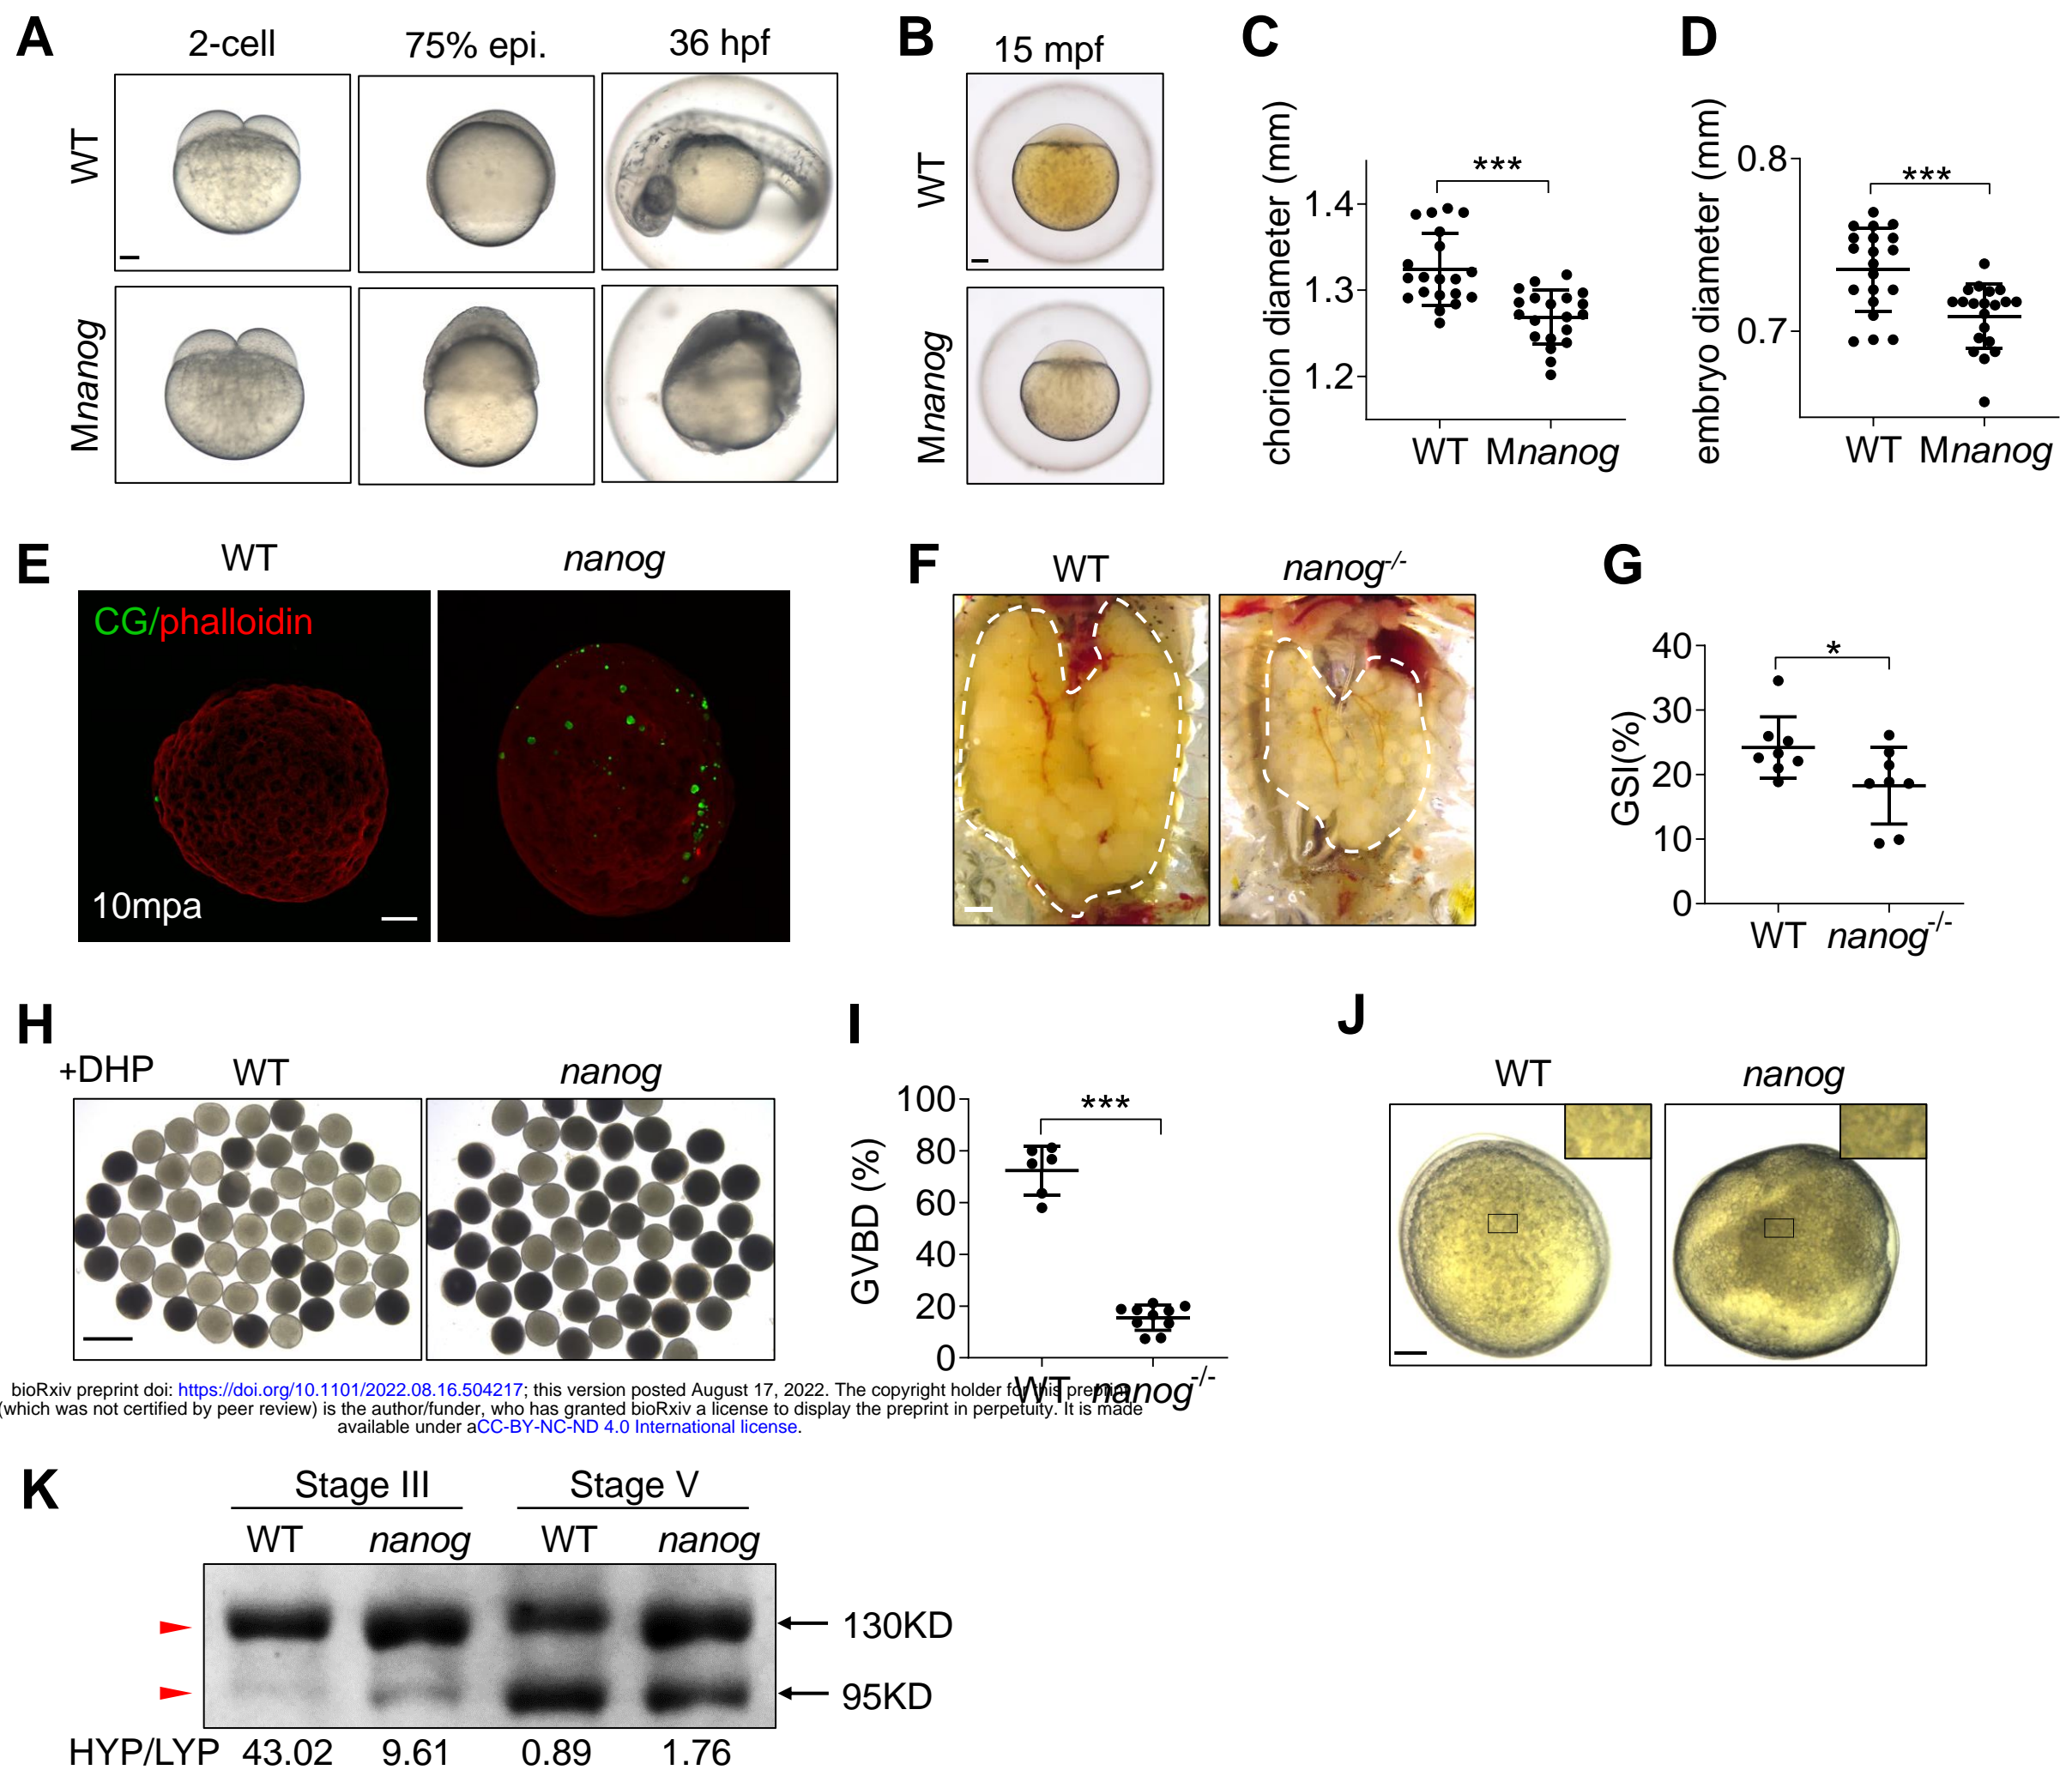 A
2-cell
75% epi.
36 hpf
WT
Mnanog
B
15 mpf
WT
Mnanog
C
chorion diameter (mm)
1.4
1.3
1.2
***
WT Mnanog
D
embryo diameter (mm)
0.8
0.7
***
WT Mnanog
E
WT
nanog
CG/phalloidin
10mpa
F
WT
nanog-/-
G
GSI(%)
40
30
20
10
0
*
WT nanog-/-
H
+DHP
WT
nanog
I
GVBD (%)
100
80
60
40
20
0
***
WT nanog-/-
J
WT
nanog
bioRxiv preprint doi: https://doi.org/10.1101/2022.08.16.504217; this version posted August 17, 2022. The copyright holder for this preprint
(which was not certified by peer review) is the author/funder, who has granted bioRxiv a license to display the preprint in perpetuity. It is made
available under aCC-BY-NC-ND 4.0 International license.
K
Stage III
Stage V
WT
nanog
WT
nanog
130KD
95KD
HYP/LYP 43.02 9.61 0.89 1.76